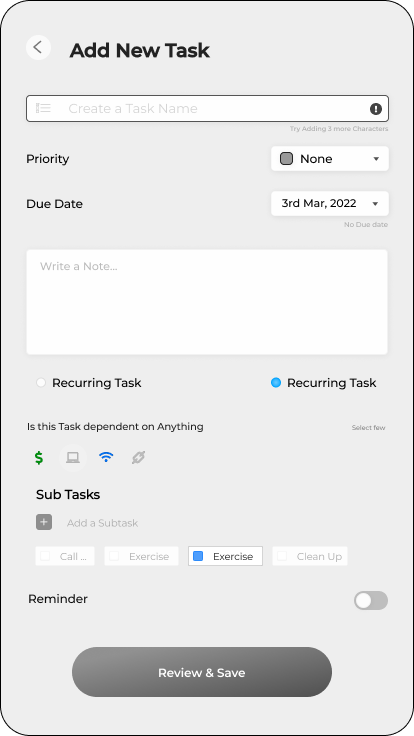 Add New Task
Create a Task Name
Try Adding 3 more Characters
Priority
None
Due Date
3rd Mar, 2022
No Due date
Write a Note...
Recurring Task
Recurring Task
Is this Task dependent on Anything
Select few
$
Sub Tasks
+
Add a Subtask
Call ...
Exercise
Exercise
Clean Up
Reminder
Review & Save